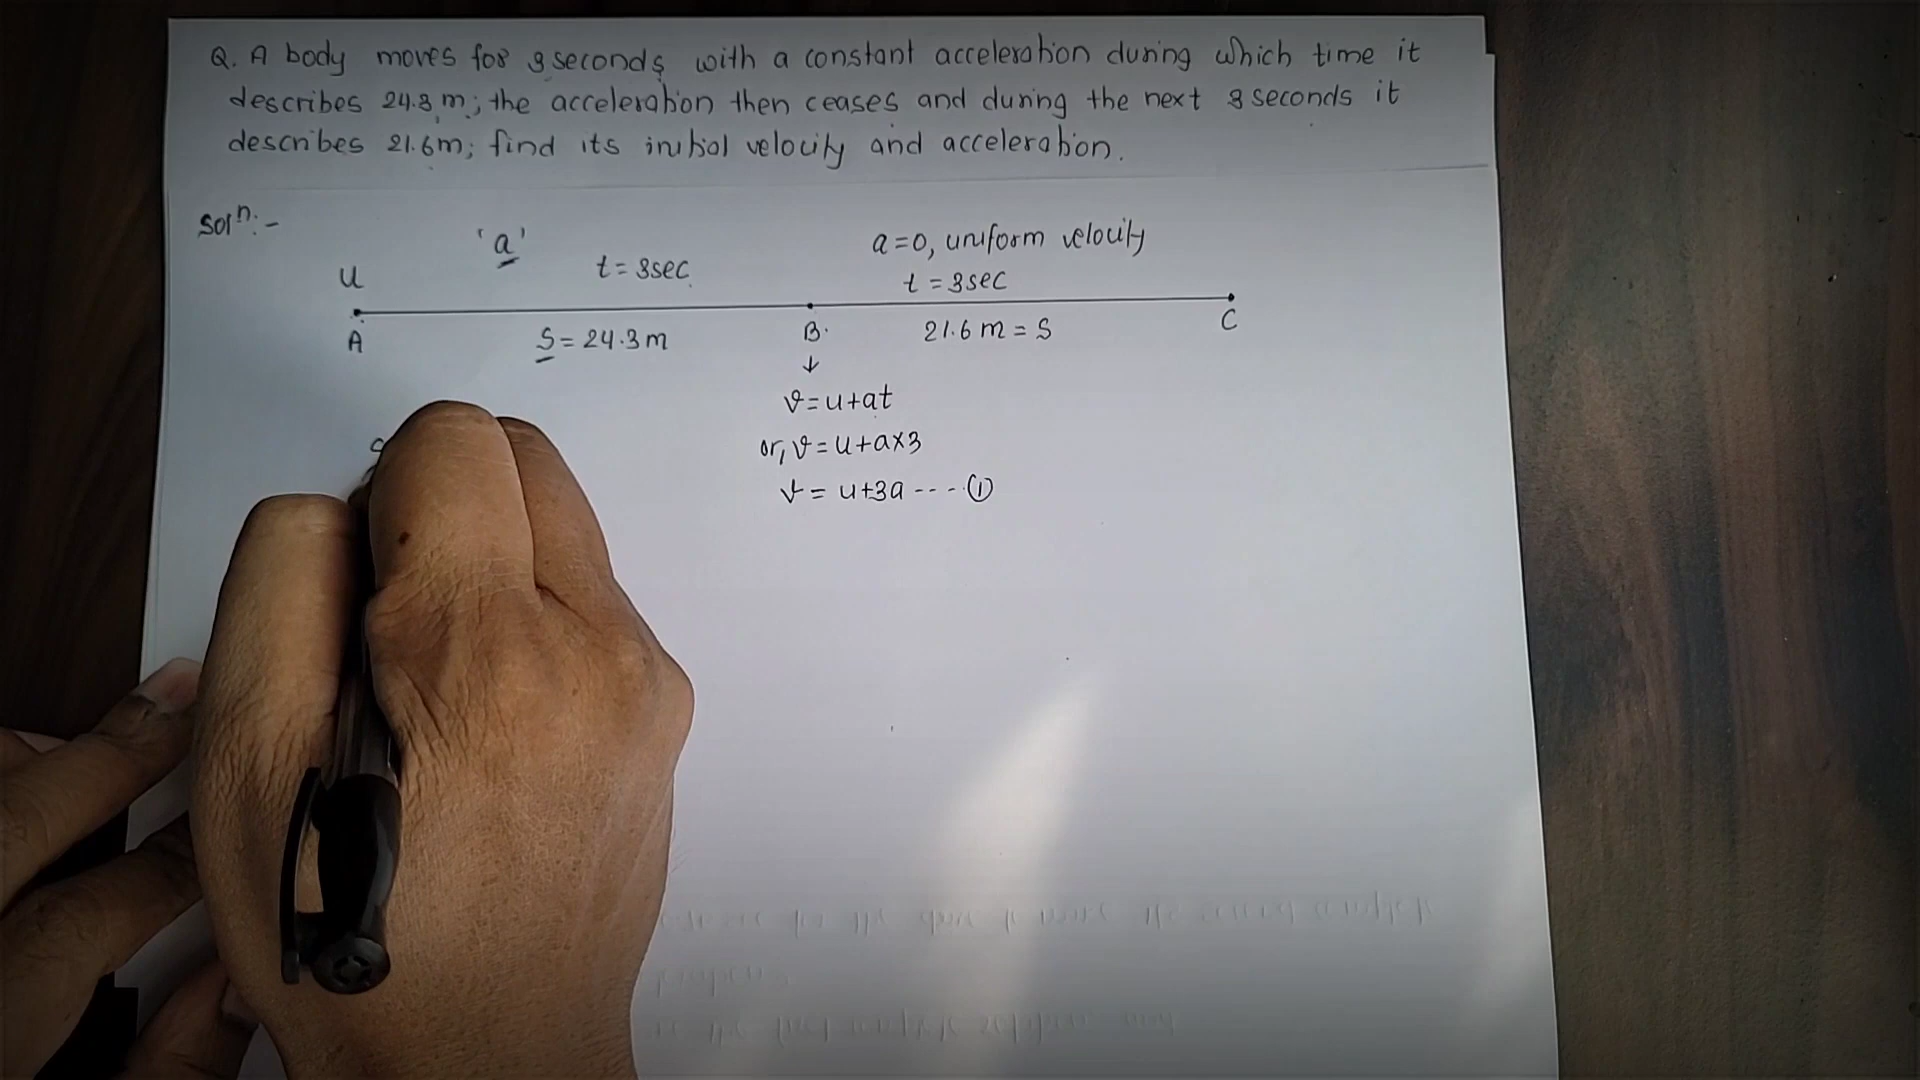 Q. A body moves for 3 seconds with a constant acceleration during which time it
describes 24.3 m; the acceleration then ceases and during the next 3 seconds it
describes 21.6m; find its initial velocity and acceleration.
Solⁿ:-
'a'
a=0, uniform velocity
u
t = 3sec
t = 3sec
A
S = 24.3m
B
21.6 m = S
C
↓
v=u+at
or, v=u+a×3
v = u+3a ---- ①
S